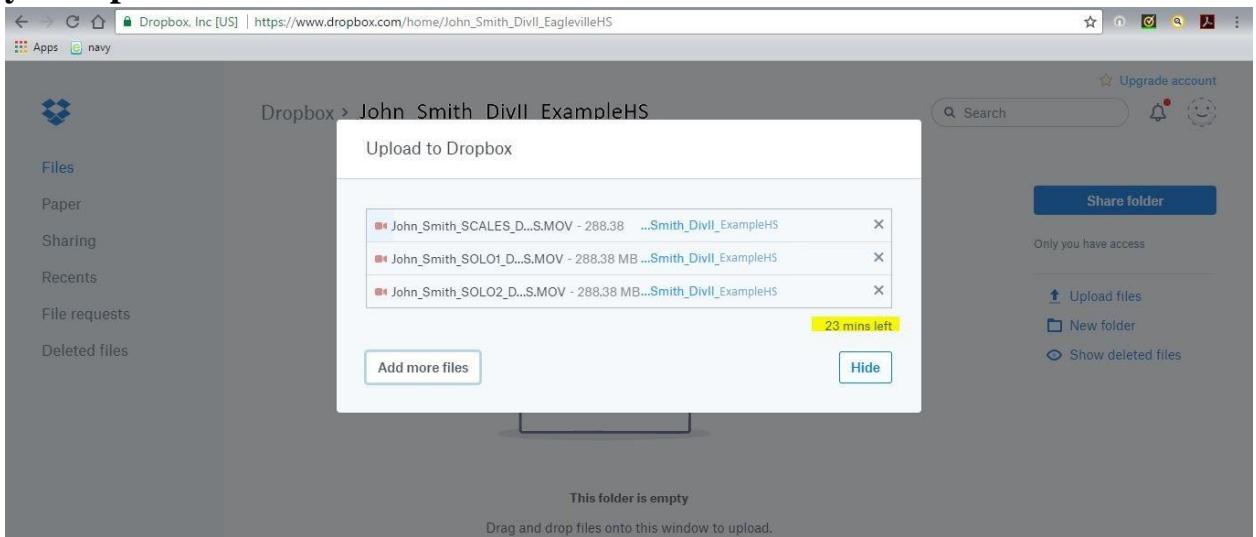 Dropbox, Inc [US] | https://www.dropbox.com/home/John_Smith_DivII_EaglevilleHS
Apps navy
Upgrade account
Dropbox > John_Smith_DivII_ExampleHS
Search
Upload to Dropbox
Files
Paper
Sharing
Recents
File requests
Deleted files
John_Smith_SCALES_D...S.MOV - 288.38 ...Smith_DivII_ExampleHS
John_Smith_SOLO1_D...S.MOV - 288.38 MB ...Smith_DivII_ExampleHS
John_Smith_SOLO2_D...S.MOV - 288.38 MB...Smith_DivII_ExampleHS
23 mins left
Add more files
Hide
Share folder
Only you have access
Upload files
New folder
Show deleted files
This folder is empty
Drag and drop files onto this window to upload.